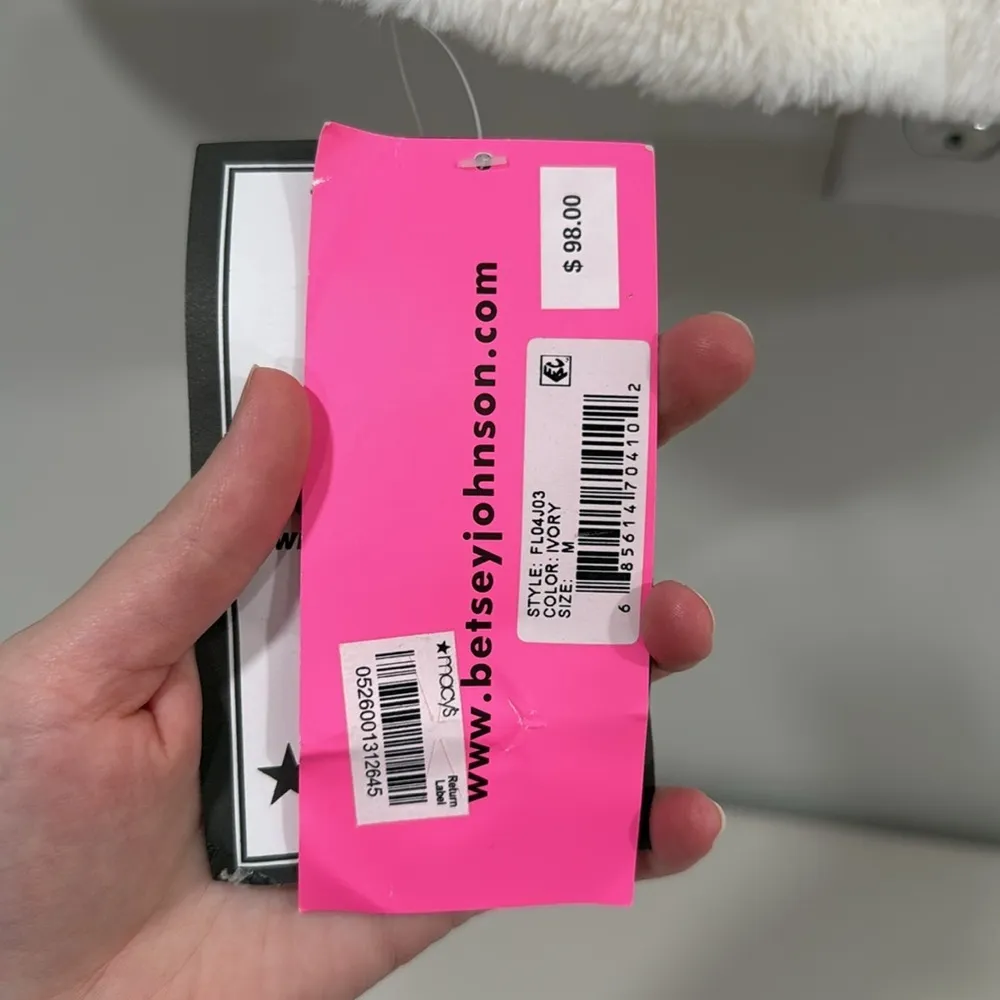 $ 98.00
www.betseyjohnson.com
STYLE: FL04J03
COLOR: IVORY
SIZE: M
6 85614 70410 2
★macy's
0526001312645
Return
Label